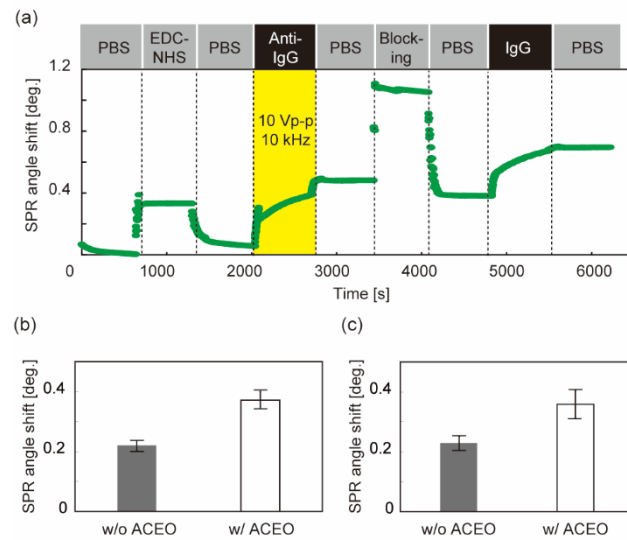 (a)
PBS EDC-NHS PBS Anti-IgG PBS Block-ing PBS IgG PBS
1.2
0.8
0.4
0
SPR angle shift [deg.]
10 Vp-p
10 kHz
0 1000 2000 3000 4000 5000 6000
Time [s]
(b)
SPR angle shift [deg.]
0.4
0.2
0
w/o ACEO w/ ACEO
(c)
SPR angle shift [deg.]
0.4
0.2
0
w/o ACEO w/ ACEO